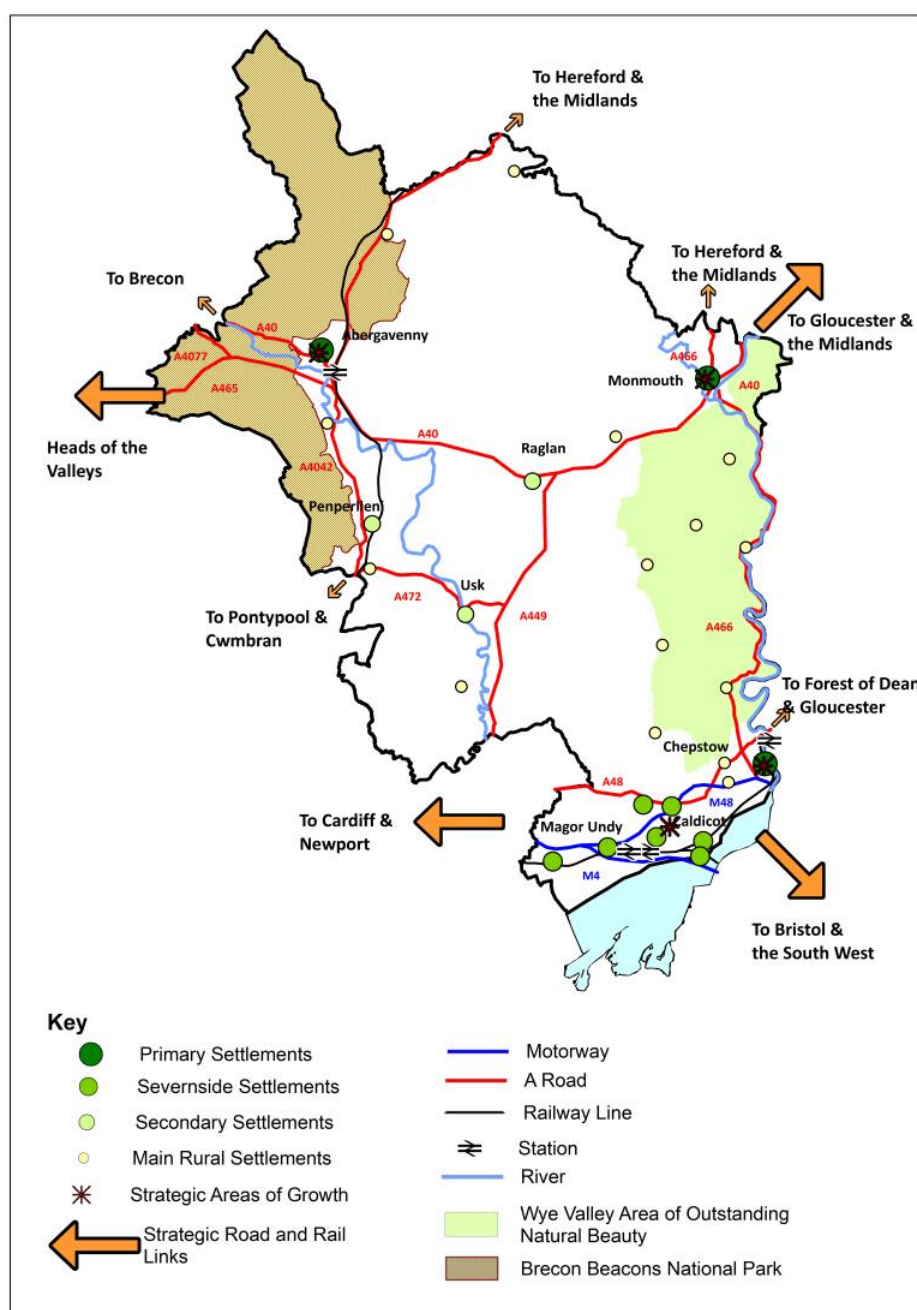 To Hereford &
the Midlands
To Hereford &
the Midlands
To Brecon
To Gloucester &
the Midlands
A40
Abergavenny
A4077
A466
Monmouth
A40
A465
Heads of the
Valleys
A40
Raglan
A4042
Penperllen
Usk
A472
A449
To Pontypool &
Cwmbran
A466
To Forest of Dean
& Gloucester
Chepstow
A48
M48
To Cardiff &
Newport
Magor Undy
Caldicot
M4
To Bristol &
the South West
Key
Primary Settlements
Severnside Settlements
Secondary Settlements
Main Rural Settlements
Strategic Areas of Growth
Strategic Road and Rail
Links
Motorway
A Road
Railway Line
Station
River
Wye Valley Area of Outstanding
Natural Beauty
Brecon Beacons National Park